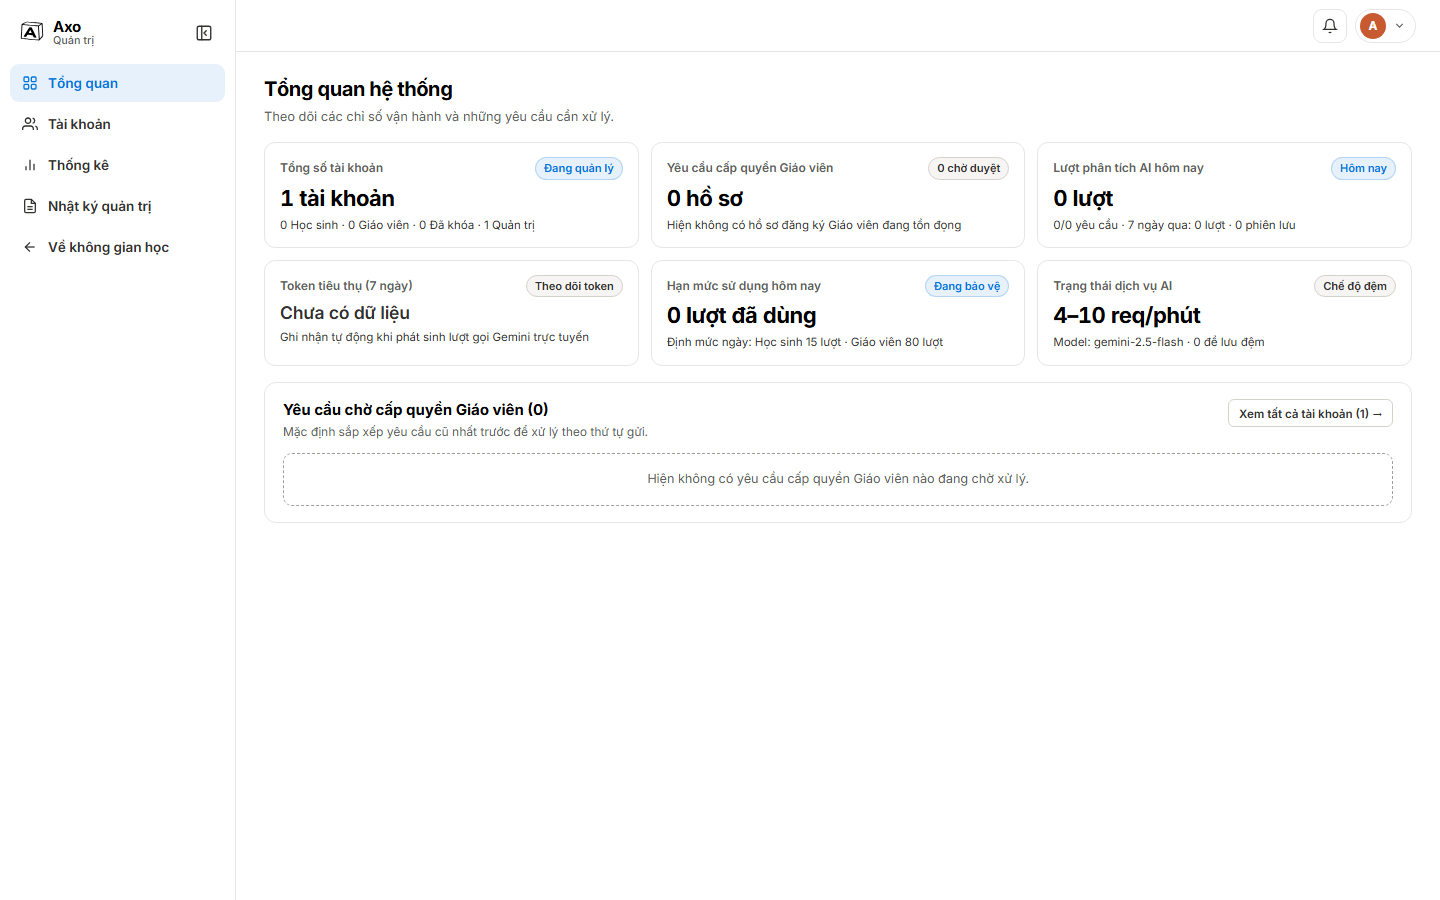 Axo
Quản trị
A
Tổng quan
Tài khoản
Thống kê
Nhật ký quản trị
Về không gian học
Tổng quan hệ thống
Theo dõi các chỉ số vận hành và những yêu cầu cần xử lý.
Tổng số tài khoản
Đang quản lý
1 tài khoản
0 Học sinh · 0 Giáo viên · 0 Đã khóa · 1 Quản trị
Yêu cầu cấp quyền Giáo viên
0 chờ duyệt
0 hồ sơ
Hiện không có hồ sơ đăng ký Giáo viên đang tồn đọng
Lượt phân tích AI hôm nay
Hôm nay
0 lượt
0/0 yêu cầu · 7 ngày qua: 0 lượt · 0 phiên lưu
Token tiêu thụ (7 ngày)
Theo dõi token
Chưa có dữ liệu
Ghi nhận tự động khi phát sinh lượt gọi Gemini trực tuyến
Hạn mức sử dụng hôm nay
Đang bảo vệ
0 lượt đã dùng
Định mức ngày: Học sinh 15 lượt · Giáo viên 80 lượt
Trạng thái dịch vụ AI
Chế độ đệm
4–10 req/phút
Model: gemini-2.5-flash · 0 đề lưu đệm
Yêu cầu chờ cấp quyền Giáo viên (0)
Mặc định sắp xếp yêu cầu cũ nhất trước để xử lý theo thứ tự gửi.
Xem tất cả tài khoản (1) →
Hiện không có yêu cầu cấp quyền Giáo viên nào đang chờ xử lý.